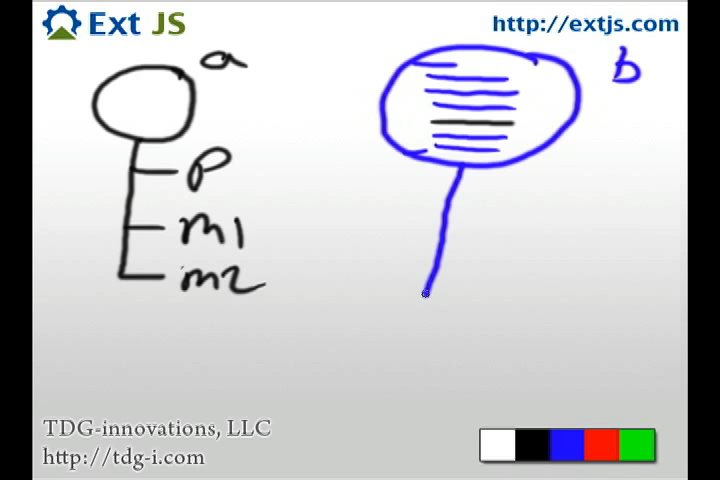 Ext JS
http://extjs.com
a
b
p
m1
m2
TDG-innovations, LLC
http://tdg-i.com